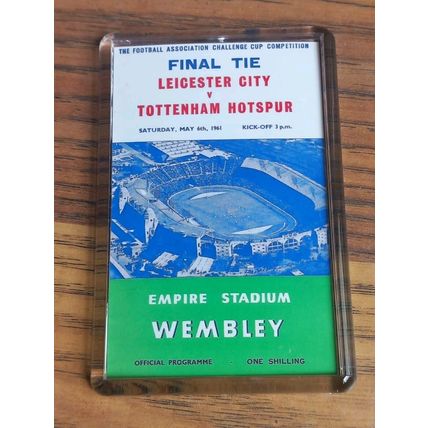 THE FOOTBALL ASSOCIATION CHALLENGE CUP COMPETITION
FINAL TIE
LEICESTER CITY
V
TOTTENHAM HOTSPUR
SATURDAY, MAY 6th, 1961 KICK-OFF 3 p.m.
EMPIRE STADIUM
WEMBLEY
OFFICIAL PROGRAMME - ONE SHILLING